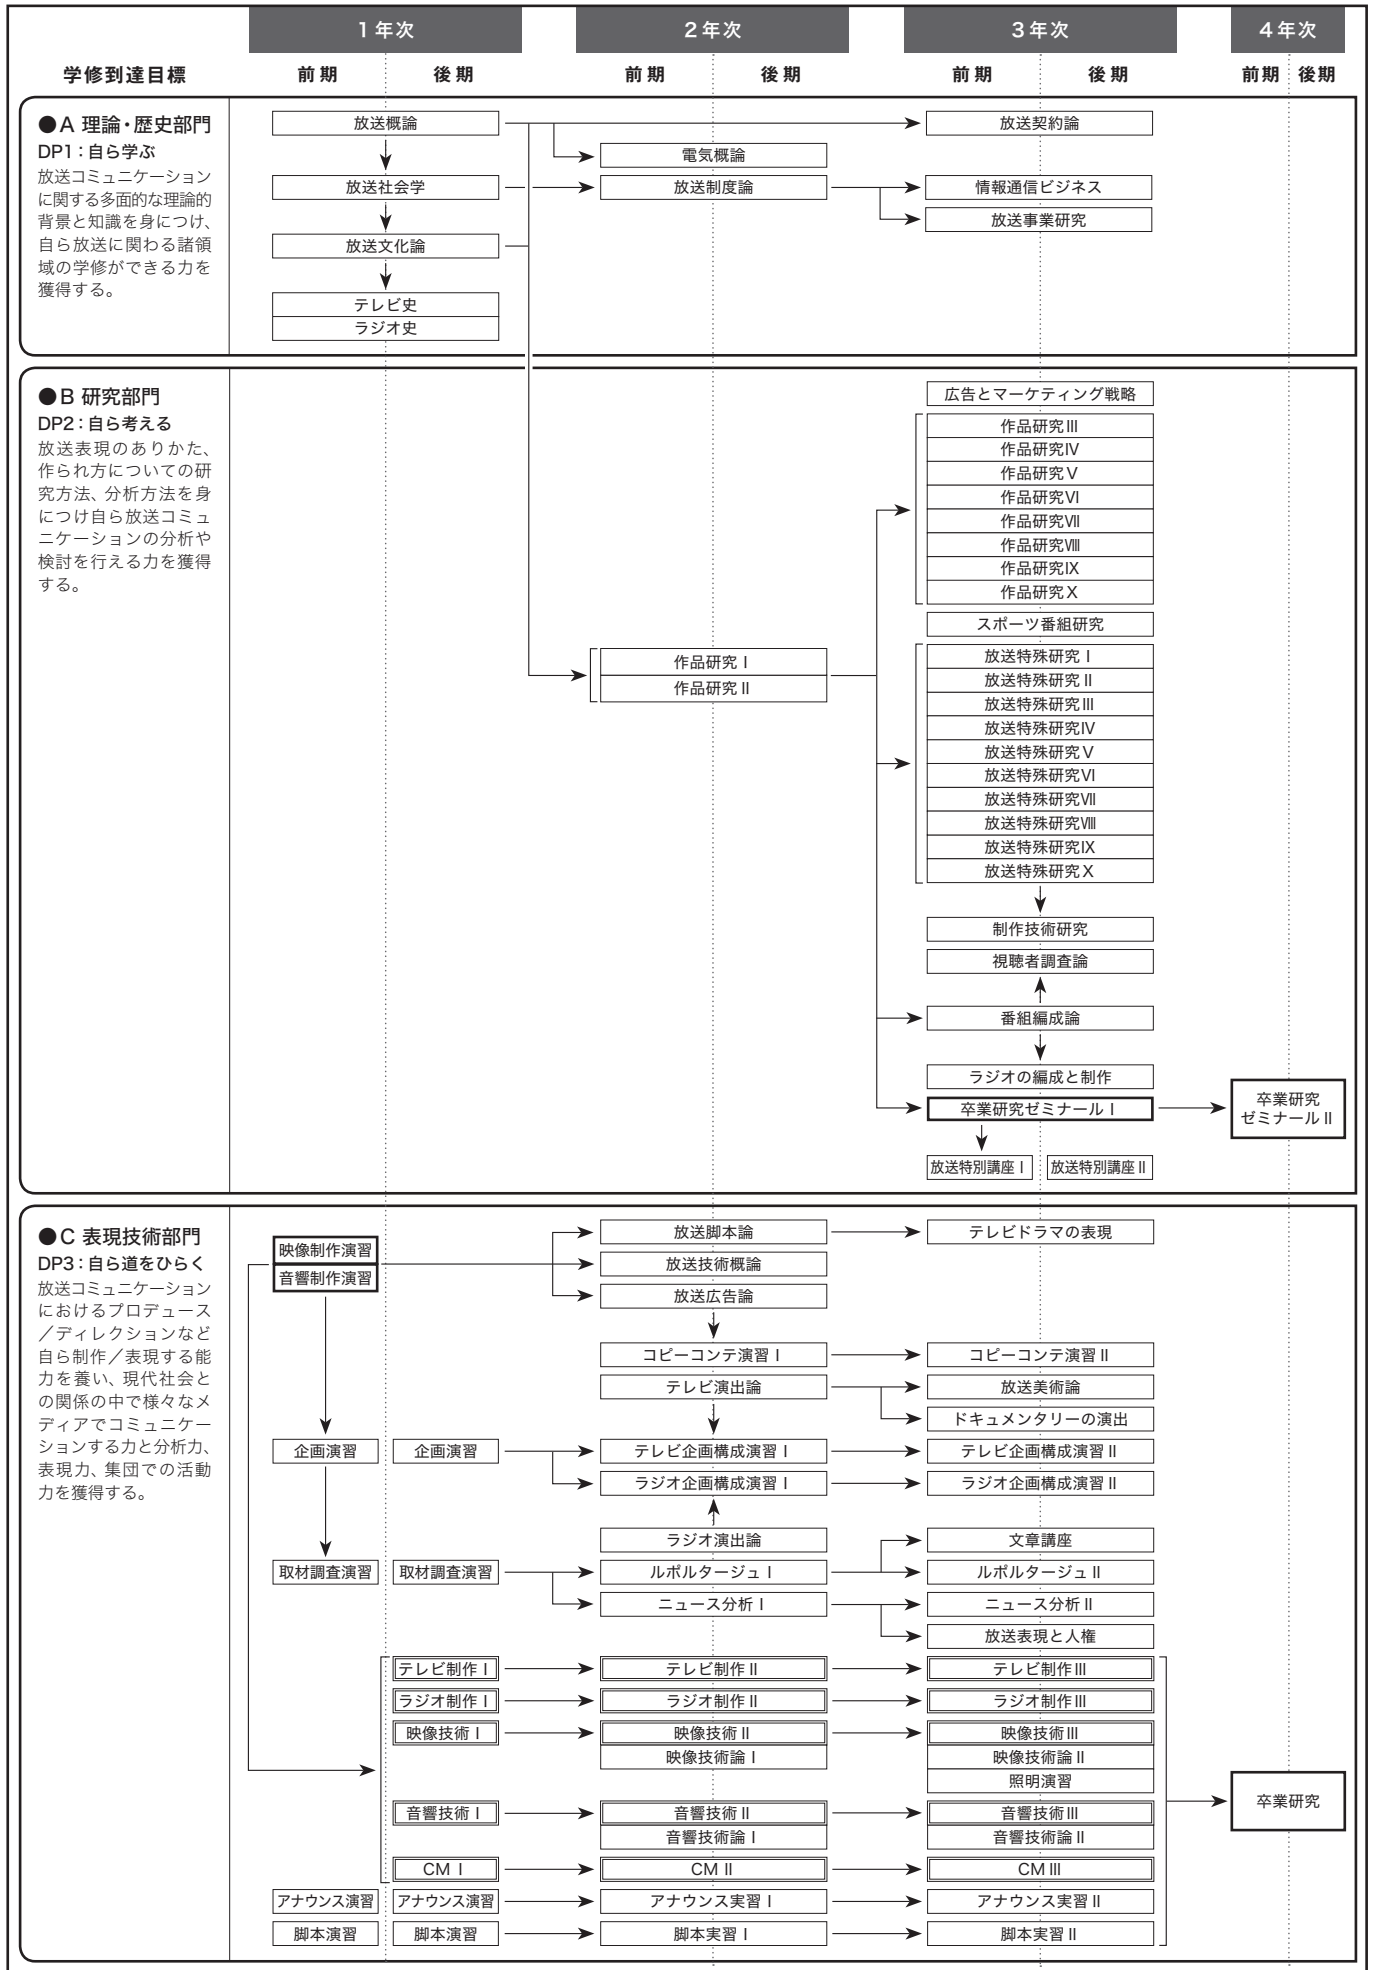 1年次
2年次
3年次
4年次
学修到達目標
前期 後期
前期 後期
前期 後期
前期 後期
●A 理論・歴史部門
DP1：自ら学ぶ
放送コミュニケーション
に関する多面的な理論的
背景と知識を身につけ、
自ら放送に関わる諸領
域の学修ができる力を
獲得する。
放送概論
放送契約論
電気概論
放送社会学
放送制度論
情報通信ビジネス
放送事業研究
放送文化論
テレビ史
ラジオ史
●B 研究部門
DP2：自ら考える
放送表現のありかた、
作られ方についての研
究方法、分析方法を身
につけ自ら放送コミュ
ニケーションの分析や
検討を行える力を獲得
する。
広告とマーケティング戦略
作品研究Ⅲ
作品研究Ⅳ
作品研究Ⅴ
作品研究Ⅵ
作品研究Ⅶ
作品研究Ⅷ
作品研究Ⅸ
作品研究Ⅹ
スポーツ番組研究
作品研究Ⅰ
作品研究Ⅱ
放送特殊研究Ⅰ
放送特殊研究Ⅱ
放送特殊研究Ⅲ
放送特殊研究Ⅳ
放送特殊研究Ⅴ
放送特殊研究Ⅵ
放送特殊研究Ⅶ
放送特殊研究Ⅷ
放送特殊研究Ⅸ
放送特殊研究Ⅹ
制作技術研究
視聴者調査論
番組編成論
ラジオの編成と制作
卒業研究ゼミナールⅠ
卒業研究
ゼミナールⅡ
放送特別講座Ⅰ
放送特別講座Ⅱ
●C 表現技術部門
DP3：自ら道をひらく
放送コミュニケーション
におけるプロデュース
／ディレクションなど
自ら制作／表現する能
力を養い、現代社会と
の関係の中で様々なメ
ディアでコミュニケー
ションする力と分析力、
表現力、集団での活動
力を獲得する。
映像制作演習
音響制作演習
放送脚本論
テレビドラマの表現
放送技術概論
放送広告論
コピーコンテ演習Ⅰ
コピーコンテ演習Ⅱ
テレビ演出論
放送美術論
ドキュメンタリーの演出
企画演習
企画演習
テレビ企画構成演習Ⅰ
テレビ企画構成演習Ⅱ
ラジオ企画構成演習Ⅰ
ラジオ企画構成演習Ⅱ
ラジオ演出論
文章講座
取材調査演習
取材調査演習
ルポルタージュⅠ
ルポルタージュⅡ
ニュース分析Ⅰ
ニュース分析Ⅱ
放送表現と人権
テレビ制作Ⅰ
テレビ制作Ⅱ
テレビ制作Ⅲ
ラジオ制作Ⅰ
ラジオ制作Ⅱ
ラジオ制作Ⅲ
映像技術Ⅰ
映像技術Ⅱ
映像技術Ⅲ
映像技術論Ⅰ
映像技術論Ⅱ
照明演習
卒業研究
音響技術Ⅰ
音響技術Ⅱ
音響技術Ⅲ
音響技術論Ⅰ
音響技術論Ⅱ
CMⅠ
CMⅡ
CMⅢ
アナウンス演習
アナウンス演習
アナウンス実習Ⅰ
アナウンス実習Ⅱ
脚本演習
脚本演習
脚本実習Ⅰ
脚本実習Ⅱ